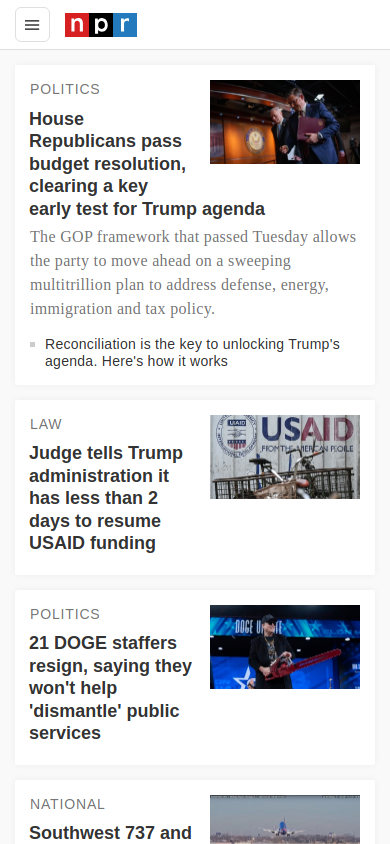 npr
POLITICS
House
Republicans pass
budget resolution,
clearing a key
early test for Trump agenda
The GOP framework that passed Tuesday allows
the party to move ahead on a sweeping
multitrillion plan to address defense, energy,
immigration and tax policy.
Reconciliation is the key to unlocking Trump's
agenda. Here's how it works
LAW
Judge tells Trump
administration it
has less than 2
days to resume
USAID funding
USAID
USAID
FROM THE AMERICAN PEOPLE
POLITICS
21 DOGE staffers
resign, saying they
won't help
'dismantle' public
services
DOGE
NATIONAL
Southwest 737 and